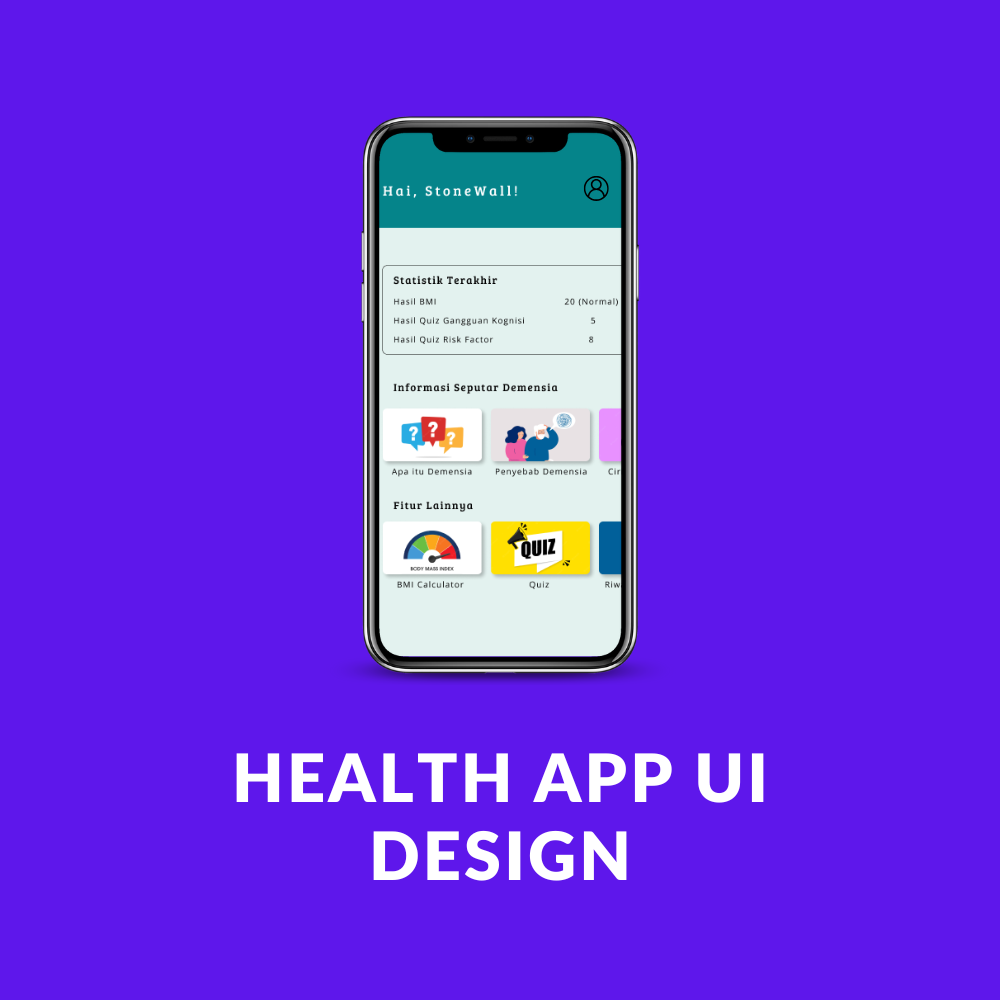 Hai, StoneWall!
Statistik Terakhir
Hasil BMI 20 (Normal)
Hasil Quiz Gangguan Kognisi 5
Hasil Quiz Risk Factor 8
Informasi Seputar Demensia
? ? ?
Apa itu Demensia Penyebab Demensia Cir
Fitur Lainnya
BODY MASS INDEX
QUIZ
BMI Calculator Quiz Riw
HEALTH APP UI
DESIGN